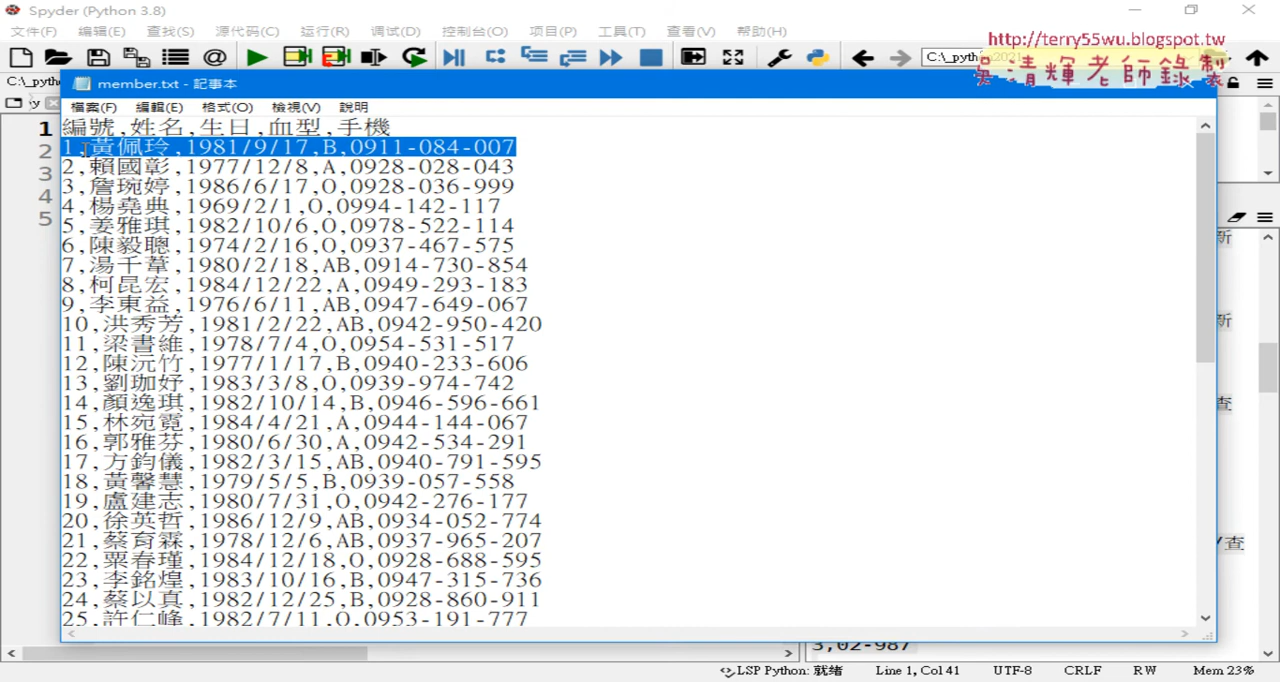 Spyder (Python 3.8)
文件(F) 编辑(E) 查找(S) 源代码(C) 运行(R) 调试(D) 控制台(O) 项目(P) 工具(T) 查看(V) 帮助(H)
http://terry55wu.blogspot.tw
吳清輝老師錄製
C:\_pyth
C:\_pyth
member.txt - 記事本
檔案(F) 編輯(E) 格式(O) 檢視(V) 說明
1
2
3
4
5
編號,姓名,生日,血型,手機
1,黃佩玲,1981/9/17,B,0911-084-007
2,賴國彰,1977/12/8,A,0928-028-043
3,詹琬婷,1986/6/17,O,0928-036-999
4,楊堯典,1969/2/1,O,0994-142-117
5,姜雅琪,1982/10/6,O,0978-522-114
6,陳毅聰,1974/2/16,O,0937-467-575
7,湯千葦,1980/2/18,AB,0914-730-854
8,柯昆宏,1984/12/22,A,0949-293-183
9,李東益,1976/6/11,AB,0947-649-067
10,洪秀芳,1981/2/22,AB,0942-950-420
11,梁書維,1978/7/4,O,0954-531-517
12,陳沅竹,1977/1/17,B,0940-233-606
13,劉珈妤,1983/3/8,O,0939-974-742
14,顏逸琪,1982/10/14,B,0946-596-661
15,林宛霓,1984/4/21,A,0944-144-067
16,郭雅芬,1980/6/30,A,0942-534-291
17,方鈞儀,1982/3/15,AB,0940-791-595
18,黃馨慧,1979/5/5,B,0939-057-558
19,盧建志,1980/7/31,O,0942-276-177
20,徐英哲,1986/12/9,AB,0934-052-774
21,蔡育霖,1978/12/6,AB,0937-965-207
22,粟春瑾,1984/12/18,O,0928-688-595
23,李銘煌,1983/10/16,B,0947-315-736
24,蔡以真,1982/12/25,B,0928-860-911
25,許仁峰,1982/7/11,O,0953-191-777
新
新
查
/查
3,02-987
LSP Python: 就绪 Line 1, Col 41 UTF-8 CRLF RW Mem 23%